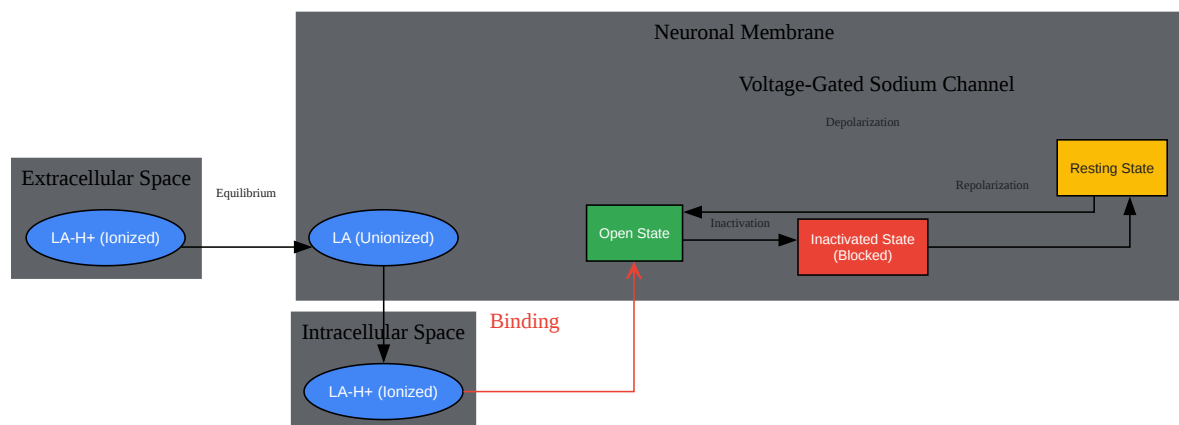 Neuronal Membrane
Voltage-Gated Sodium Channel
Depolarization
Extracellular Space
Equilibrium
Resting State
Repolarization
LA-H+ (Ionized)
LA (Unionized)
Open State
Inactivation
Inactivated State
(Blocked)
Intracellular Space
Binding
LA-H+ (Ionized)